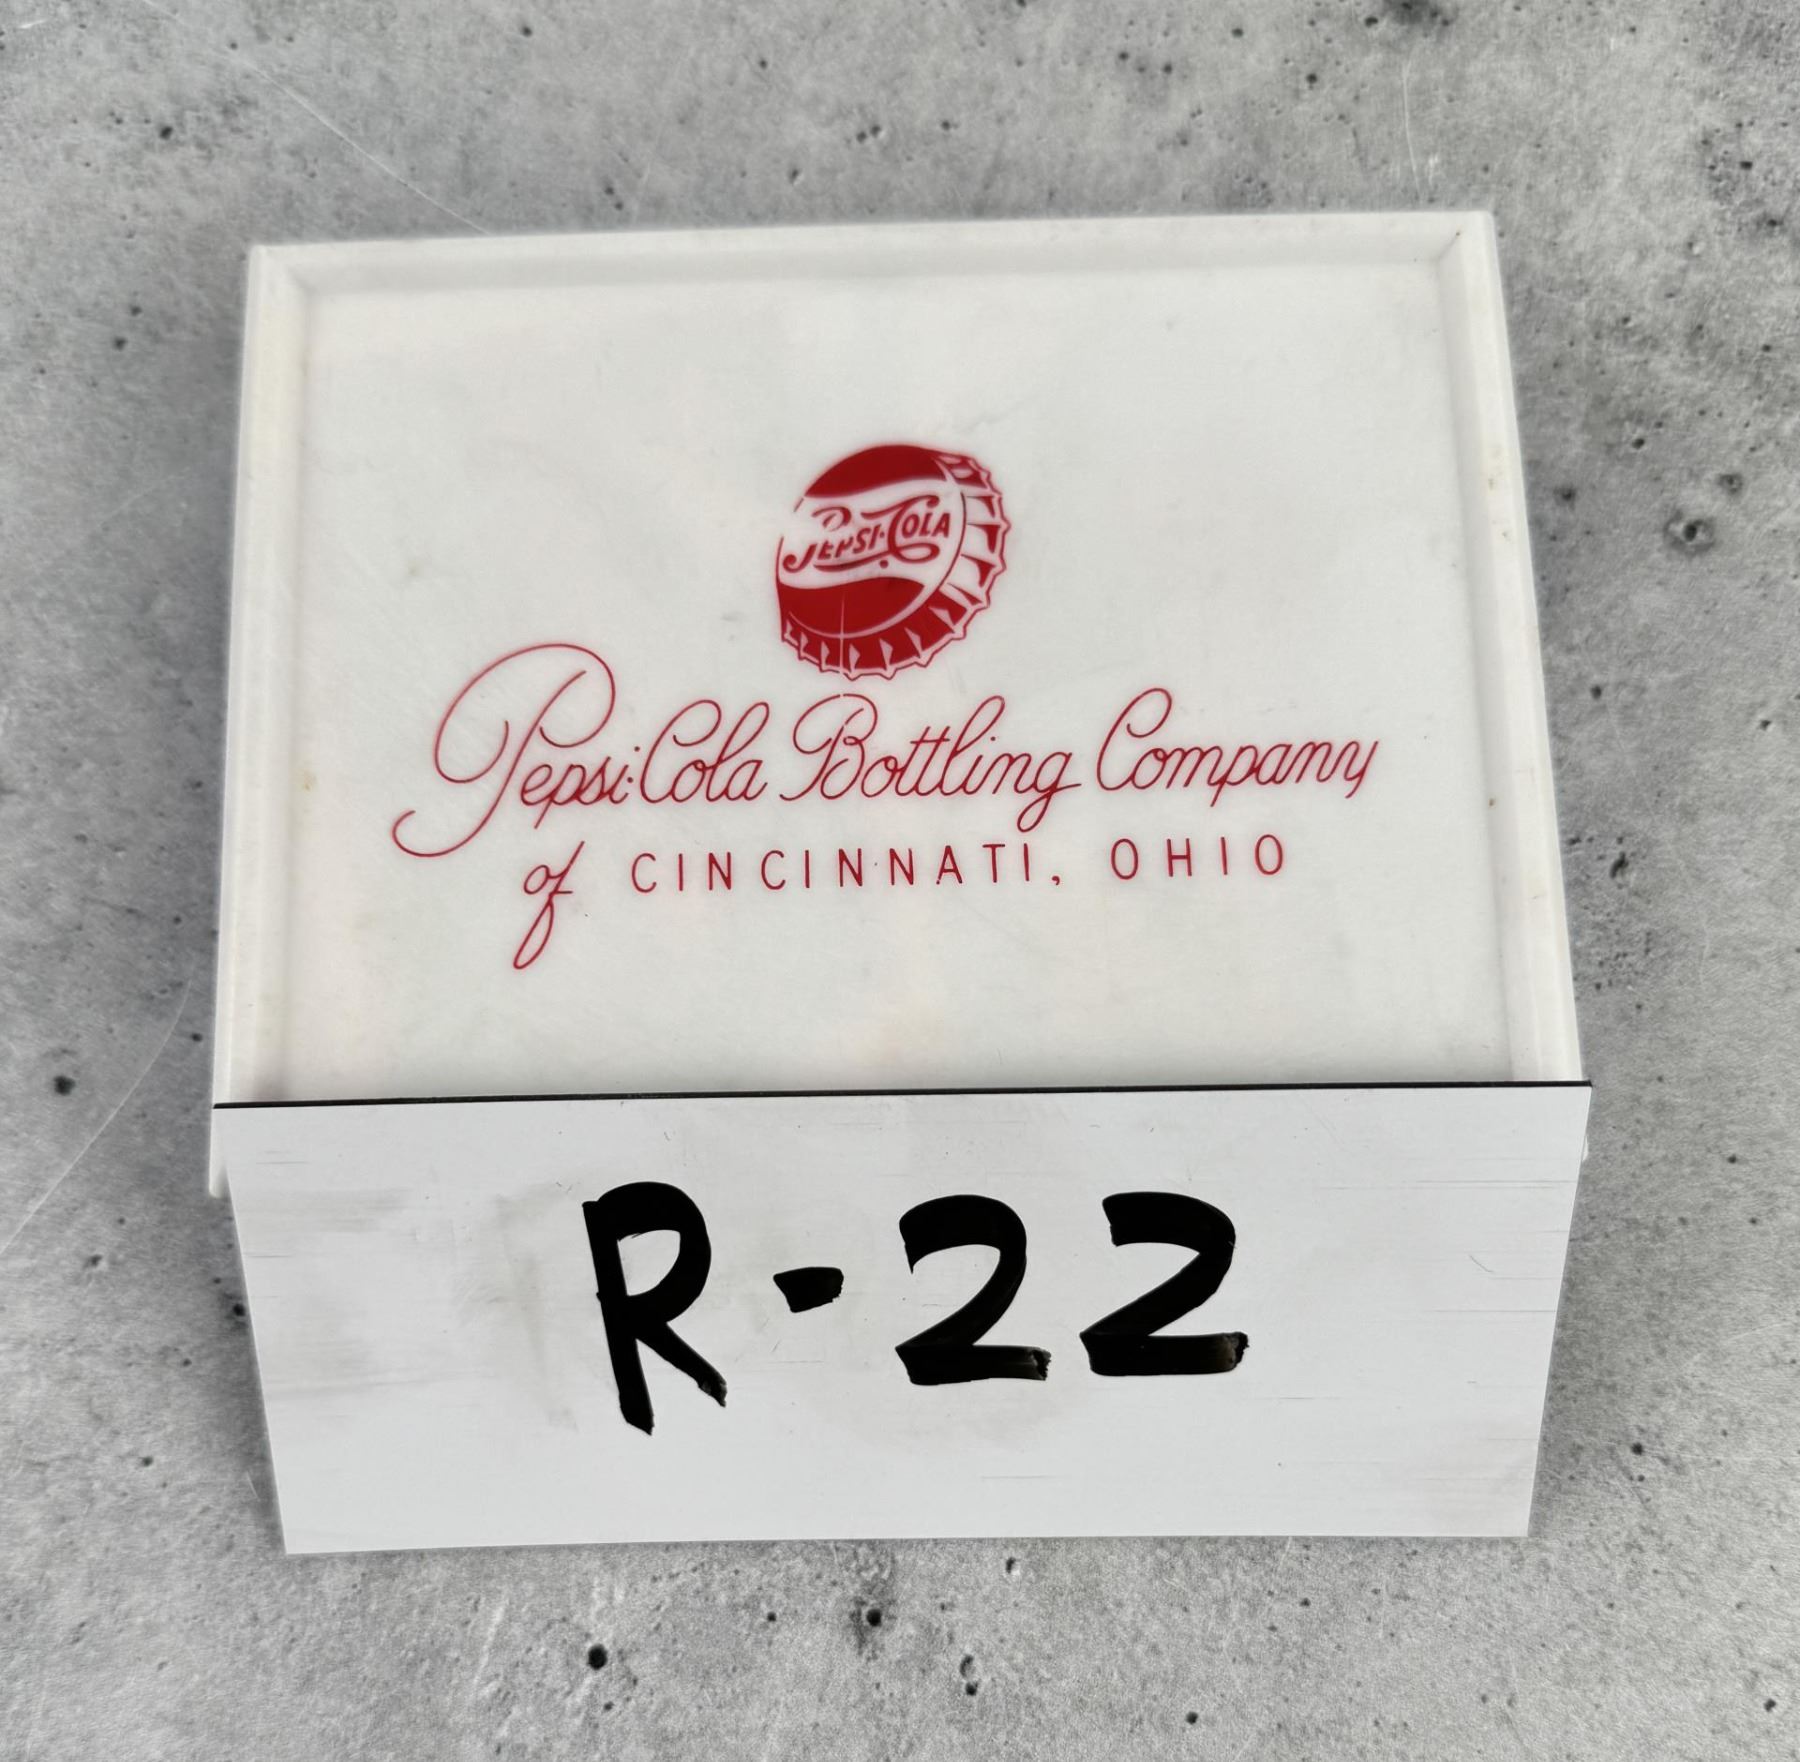 PEPSI·COLA
Pepsi:Cola Bottling Company
of CINCINNATI, OHIO
R-22